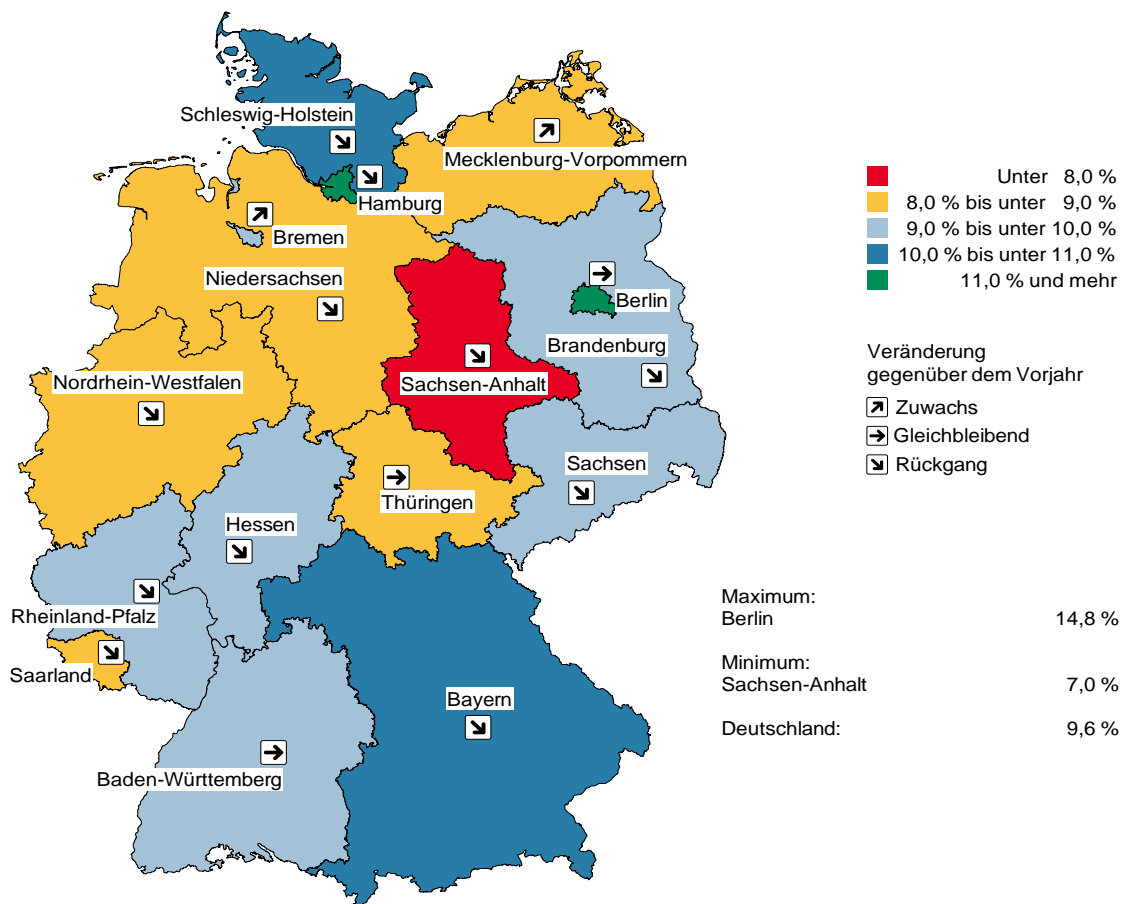 Schleswig-Holstein
Mecklenburg-Vorpommern
Hamburg
Bremen
Niedersachsen
Berlin
Brandenburg
Nordrhein-Westfalen
Sachsen-Anhalt
Sachsen
Thüringen
Hessen
Rheinland-Pfalz
Saarland
Bayern
Baden-Württemberg
Unter 8,0 %
8,0 % bis unter 9,0 %
9,0 % bis unter 10,0 %
10,0 % bis unter 11,0 %
11,0 % und mehr
Veränderung
gegenüber dem Vorjahr
Zuwachs
Gleichbleibend
Rückgang
Maximum:
Berlin 14,8 %
Minimum:
Sachsen-Anhalt 7,0 %
Deutschland: 9,6 %